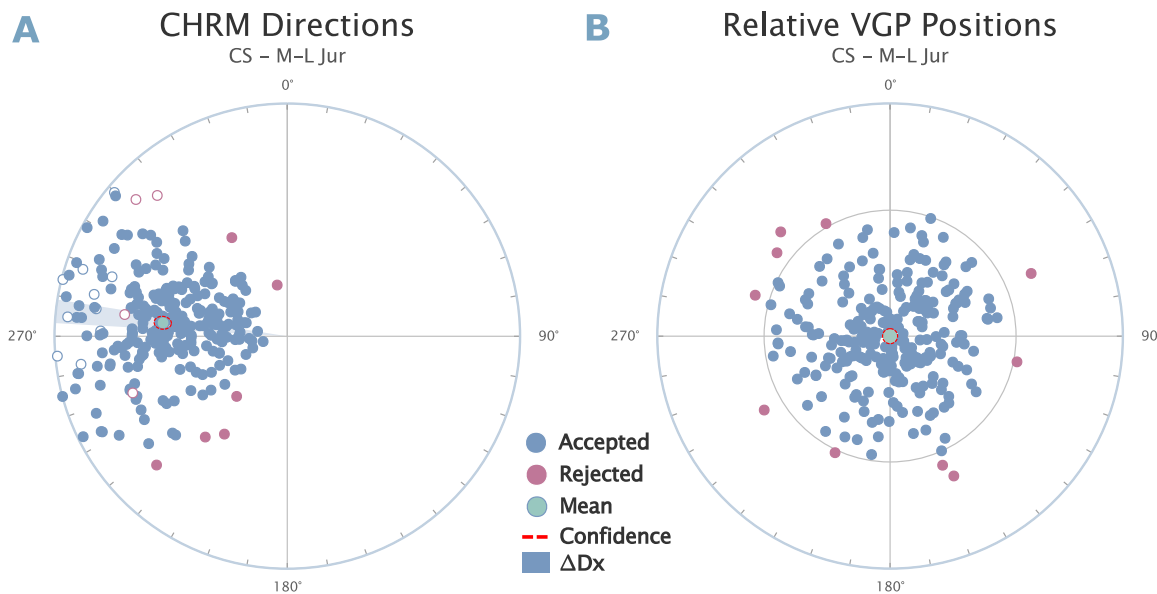 A
CHRM Directions
CS – M–L Jur
0°
270°
90°
180°
B
Relative VGP Positions
CS – M–L Jur
0°
270°
90
180°
Accepted
Rejected
Mean
Confidence
ΔDx